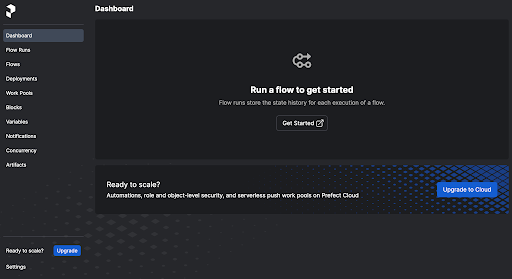 Dashboard
Flow Runs
Flows
Deployments
Work Pools
Blocks
Variables
Notifications
Concurrency
Artifacts
Ready to scale?
Upgrade
Settings
Dashboard
Run a flow to get started
Flow runs store the state history for each execution of a flow.
Get Started
Ready to scale?
Automations, role and object-level security, and serverless push work pools on Prefect Cloud
Upgrade to Cloud